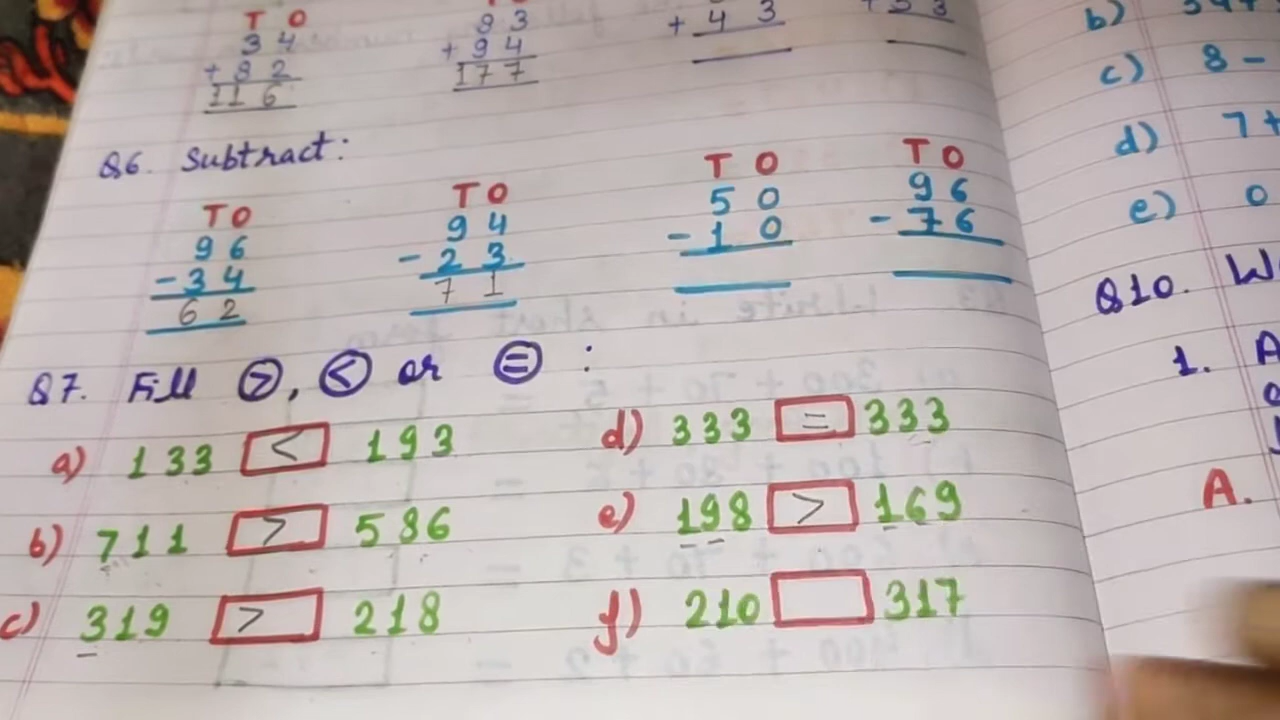 T O
3 4
+ 8 2
1 1 6
8 3
+ 9 4
1 7 7
+ 4 3
Q6. Subtract:
T O
9 6
- 3 4
6 2
T O
9 4
- 2 3
7 1
T O
5 0
- 1 0
T O
9 6
- 7 6
Q7. Fill >, < or = :
a) 133 < 193
b) 711 > 586
c) 319 > 218
d) 333 = 333
e) 198 > 169
f) 210 317
b)
c) 8 -
d) 7 +
e) 0
Q10.
1. A
A.